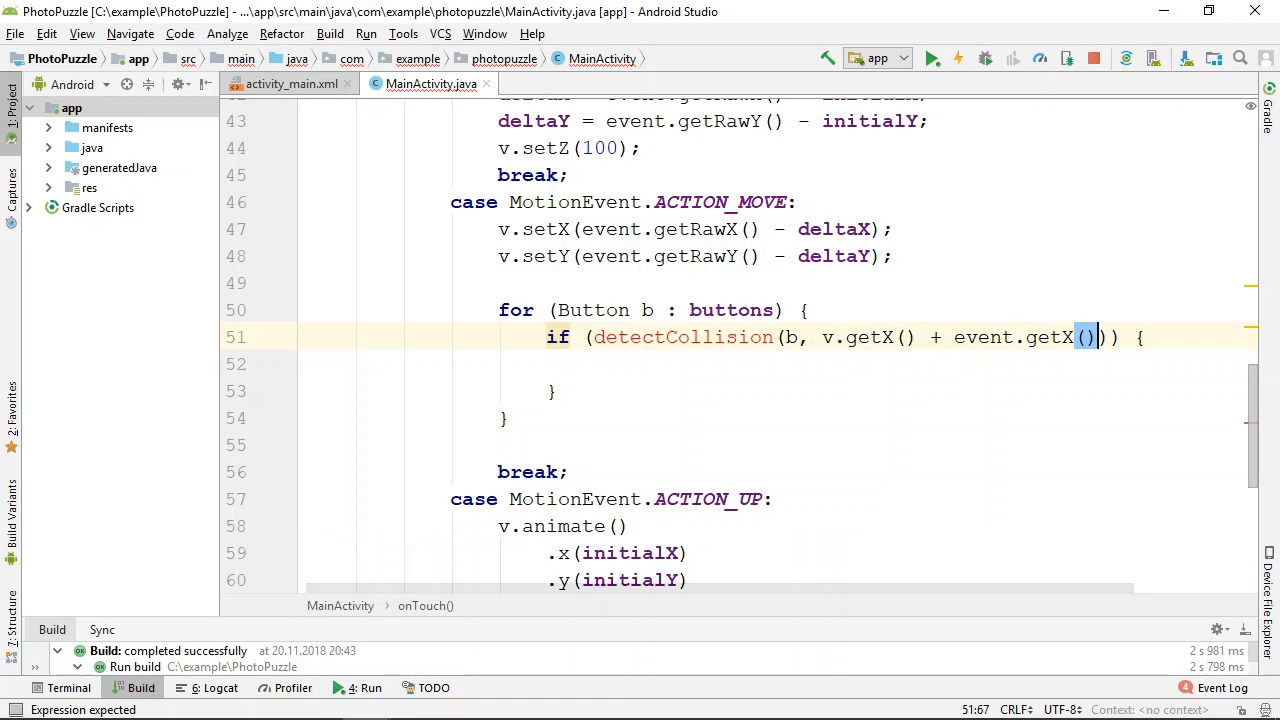 PhotoPuzzle [C:\example\PhotoPuzzle] - ...\app\src\main\java\com\example\photopuzzle\MainActivity.java [app] - Android Studio
File Edit View Navigate Code Analyze Refactor Build Run Tools VCS Window Help
PhotoPuzzle app src main java com example photopuzzle MainActivity app
Android activity_main.xml MainActivity.java
1: Project
Captures
2: Favorites
Build Variants
7: Structure
app
manifests
java
generatedJava
res
Gradle Scripts
43 deltaY = event.getRawY() - initialY;
44 v.setZ(100);
45 break;
46 case MotionEvent.ACTION_MOVE:
47 v.setX(event.getRawX() - deltaX);
48 v.setY(event.getRawY() - deltaY);
49
50 for (Button b : buttons) {
51 if (detectCollision(b, v.getX() + event.getX())) {
52
53 }
54 }
55
56 break;
57 case MotionEvent.ACTION_UP:
58 v.animate()
59 .x(initialX)
60 .y(initialY)
Gradle
Device File Explorer
MainActivity › onTouch()
Build Sync
Build: completed successfully at 20.11.2018 20:43 2 s 981 ms
Run build C:\example\PhotoPuzzle 2 s 798 ms
Terminal Build 6: Logcat Profiler 4: Run TODO 4 Event Log
Expression expected 51:67 CRLF÷ UTF-8÷ Context: <no context>